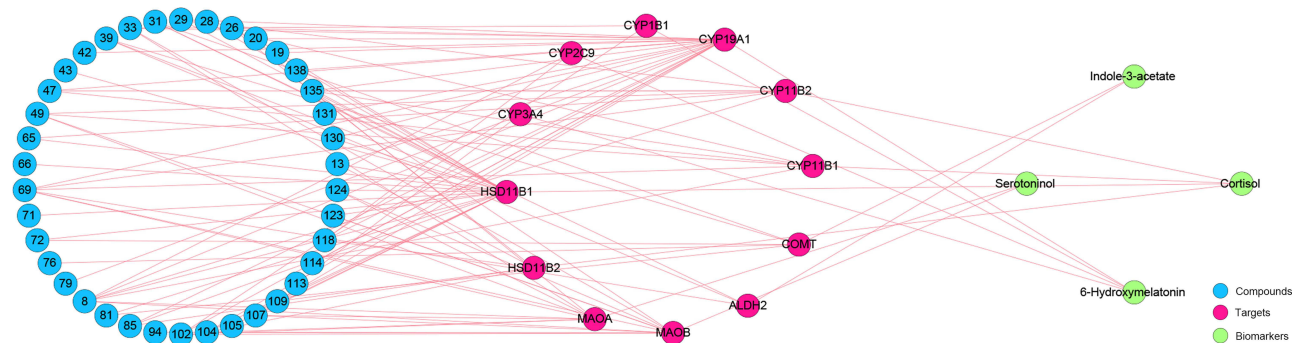 29
31
28
33
26
39
20
42
19
43
138
47
135
49
131
65
130
66
13
69
124
71
123
72
118
76
114
79
113
8
109
81
107
85
105
94
102
104
CYP1B1
CYP19A1
CYP2C9
CYP11B2
CYP3A4
CYP11B1
HSD11B1
COMT
HSD11B2
ALDH2
MAOA
MAOB
Indole-3-acetate
Serotoninol
Cortisol
6-Hydroxymelatonin
Compounds
Targets
Biomarkers